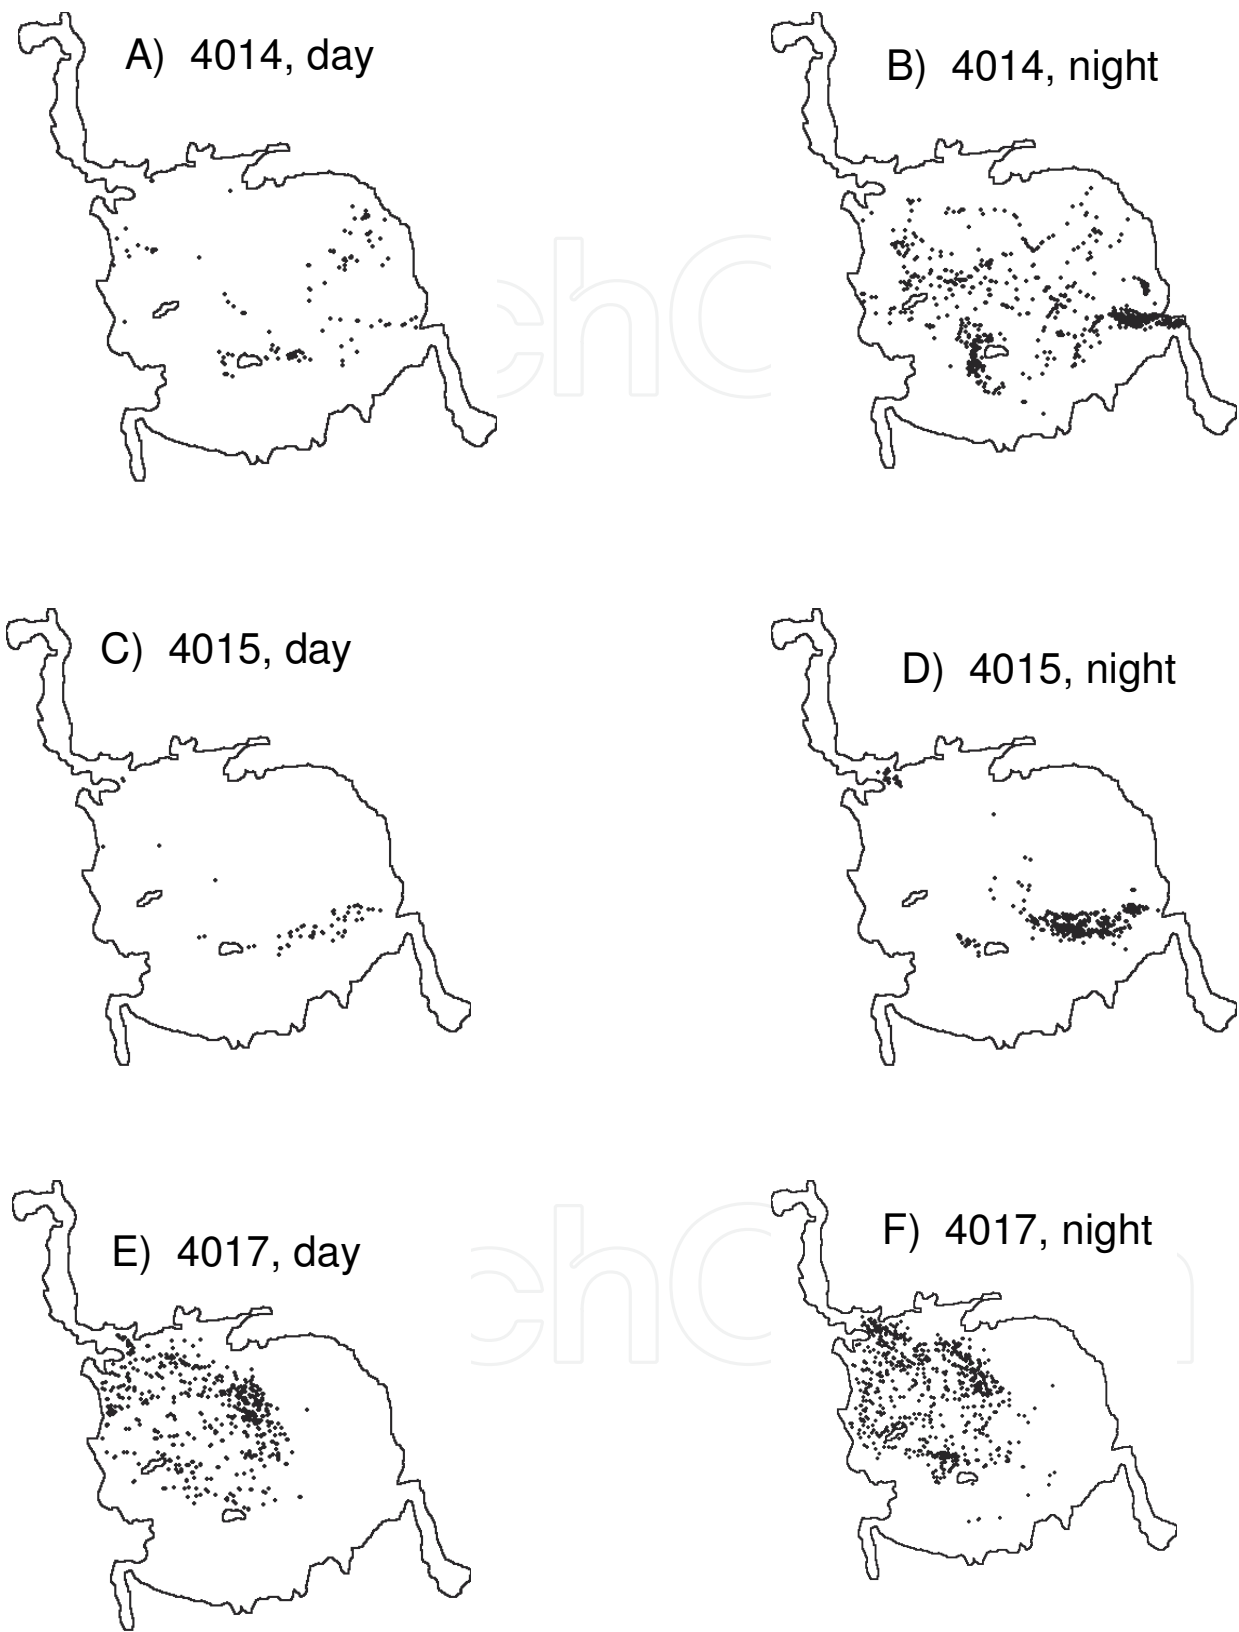 A) 4014, day
B) 4014, night
C) 4015, day
D) 4015, night
E) 4017, day
F) 4017, night